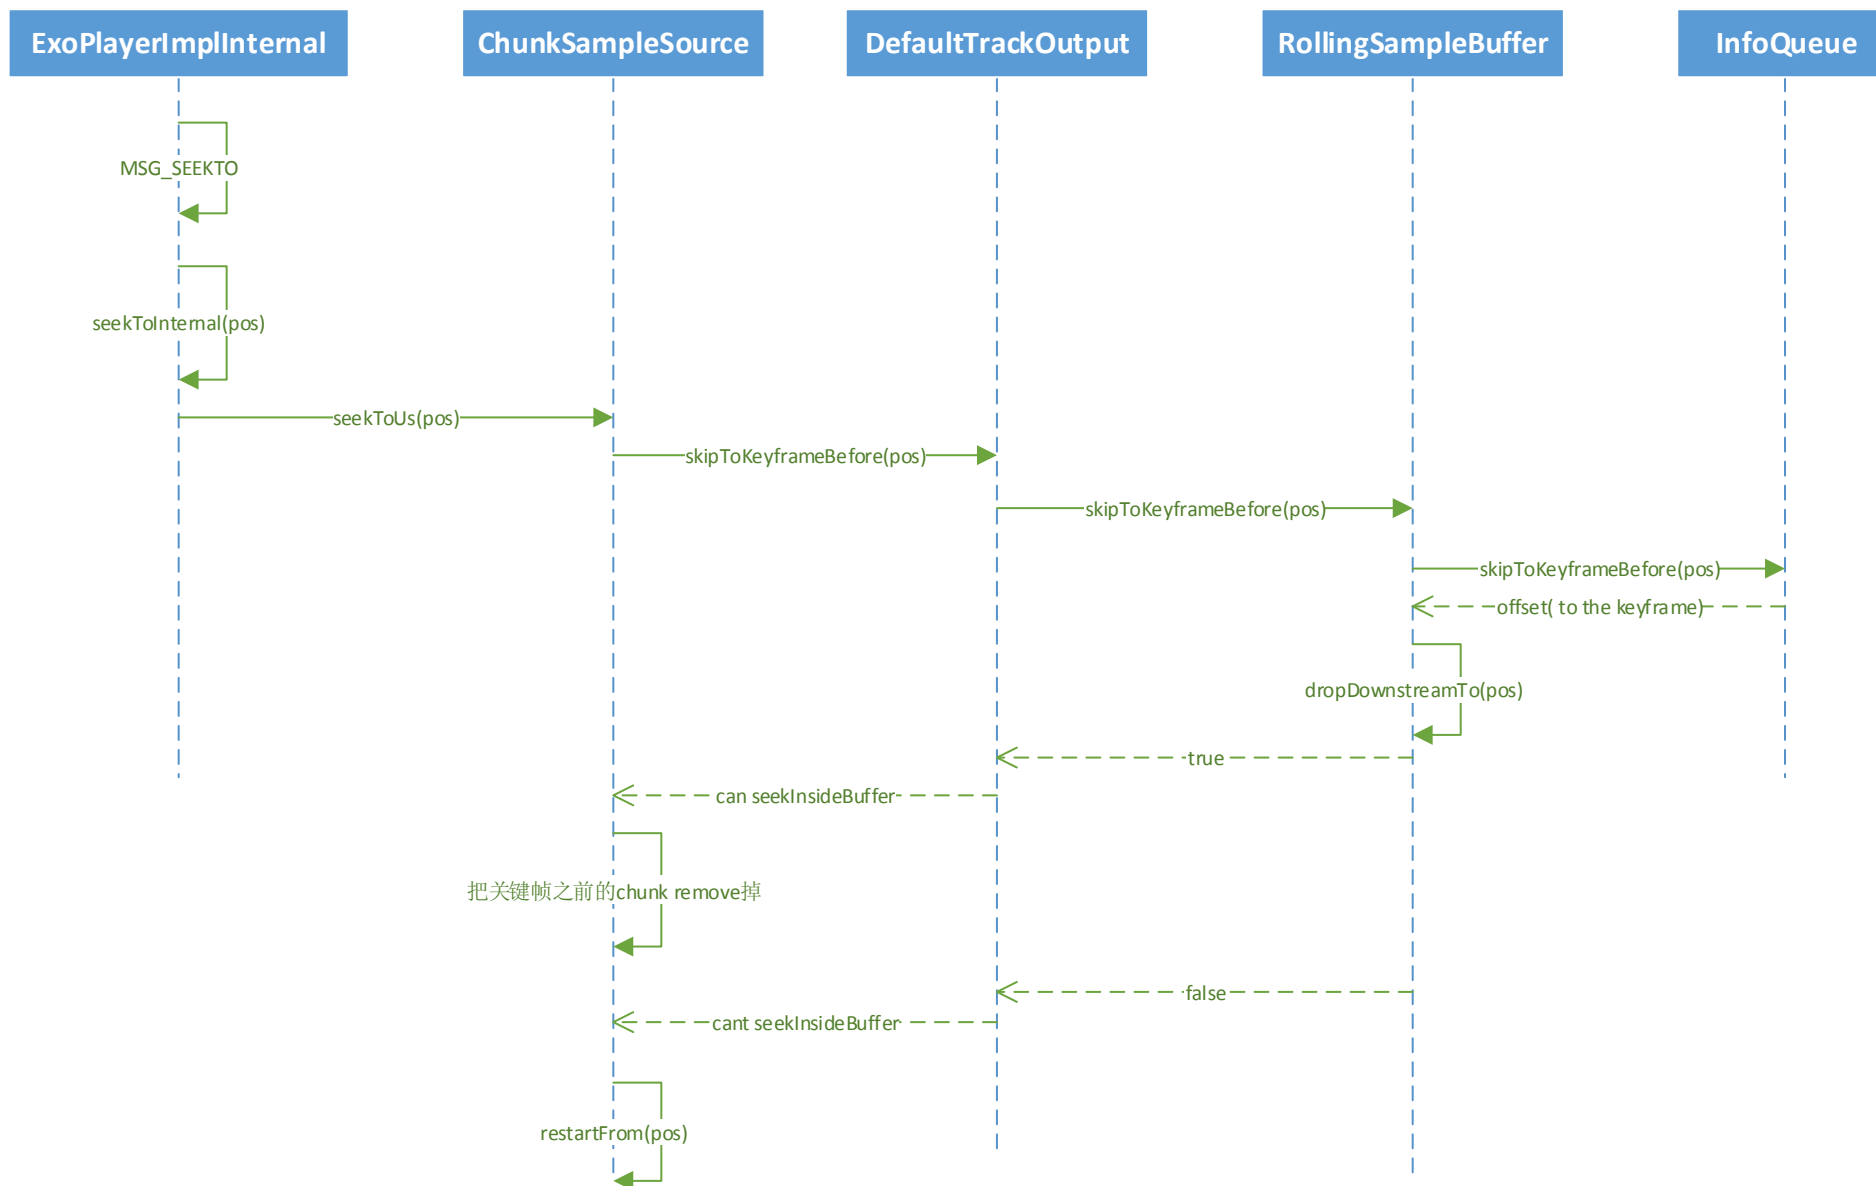 ExoPlayerImplInternal
ChunkSampleSource
DefaultTrackOutput
RollingSampleBuffer
InfoQueue
MSG_SEEKTO
seekToInternal(pos)
seekToUs(pos)
skipToKeyframeBefore(pos)
skipToKeyframeBefore(pos)
skipToKeyframeBefore(pos)
offset( to the keyframe)
dropDownstreamTo(pos)
true
can seekInsideBuffer
把关键帧之前的chunk remove掉
false
cant seekInsideBuffer
restartFrom(pos)